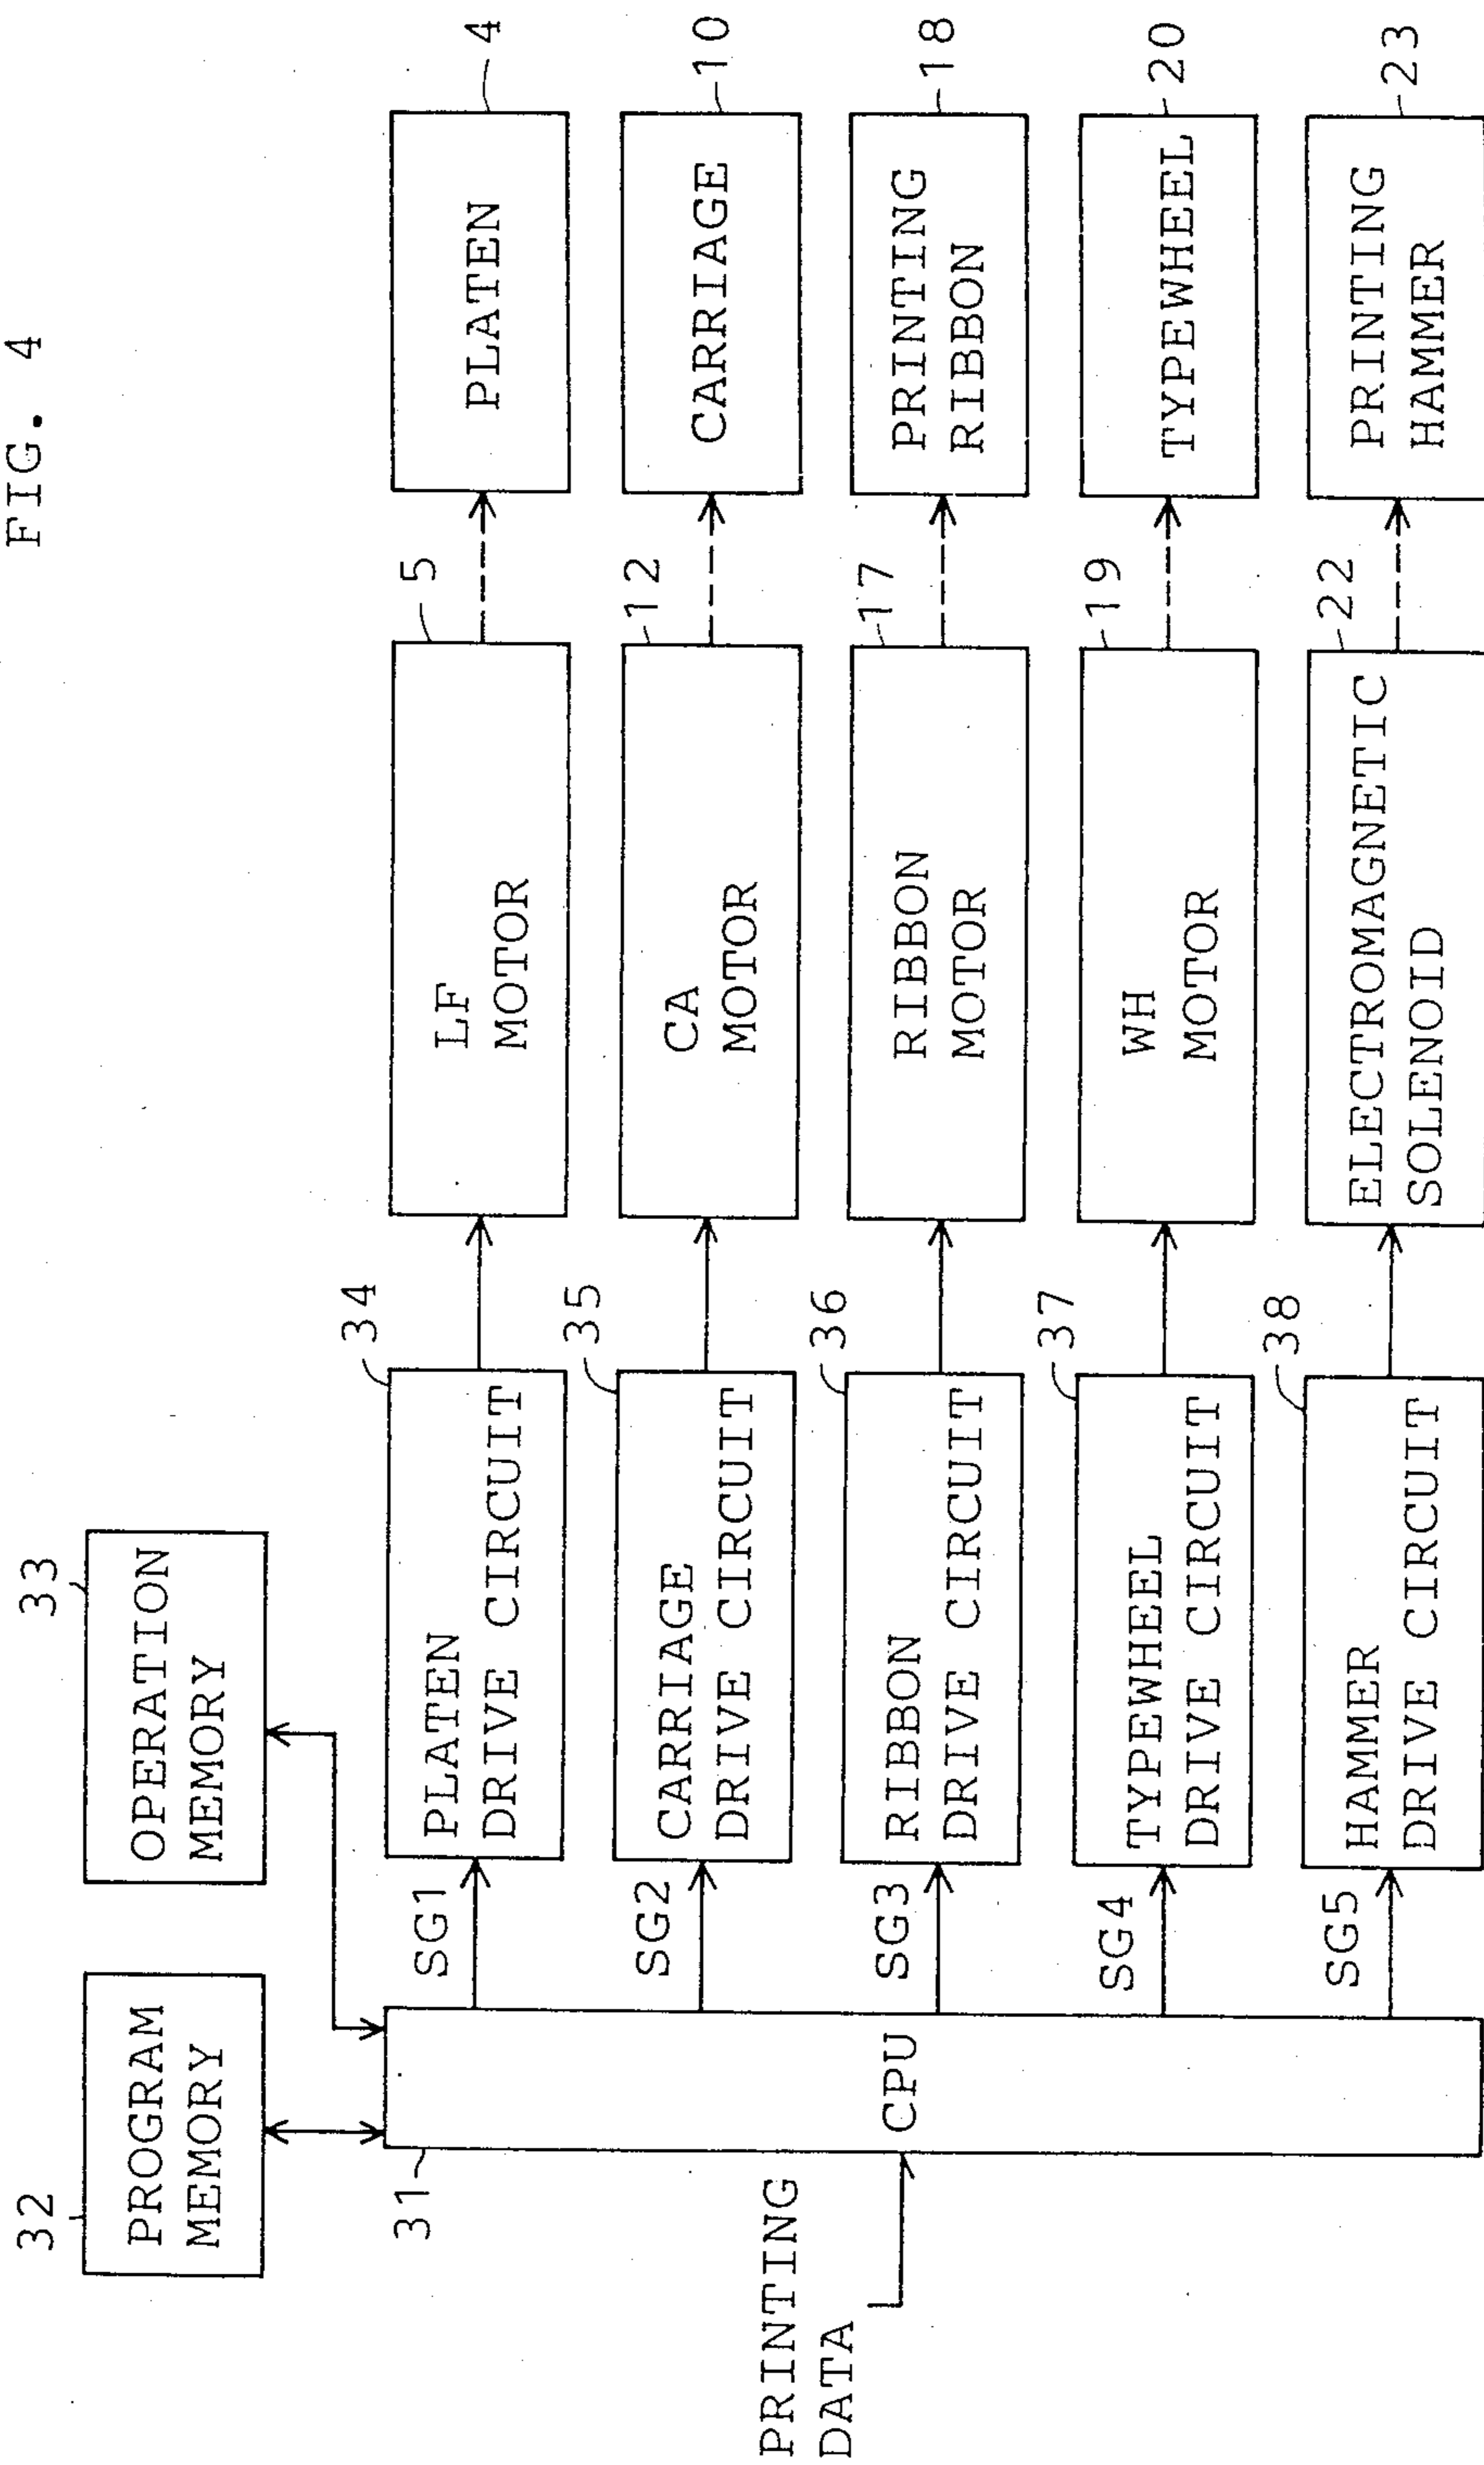 FIG. 4
32
PROGRAM
MEMORY
33
OPERATION
MEMORY
31
CPU
PRINTING
DATA
SG1
34
PLATEN
DRIVE CIRCUIT
5
LF
MOTOR
4
PLATEN
SG2
35
CARRIAGE
DRIVE CIRCUIT
12
CA
MOTOR
10
CARRIAGE
SG3
36
RIBBON
DRIVE CIRCUIT
17
RIBBON
MOTOR
18
PRINTING
RIBBON
SG4
37
TYPEWHEEL
DRIVE CIRCUIT
19
WH
MOTOR
20
TYPEWHEEL
SG5
38
HAMMER
DRIVE CIRCUIT
22
ELECTROMAGNETIC
SOLENOID
23
PRINTING
HAMMER